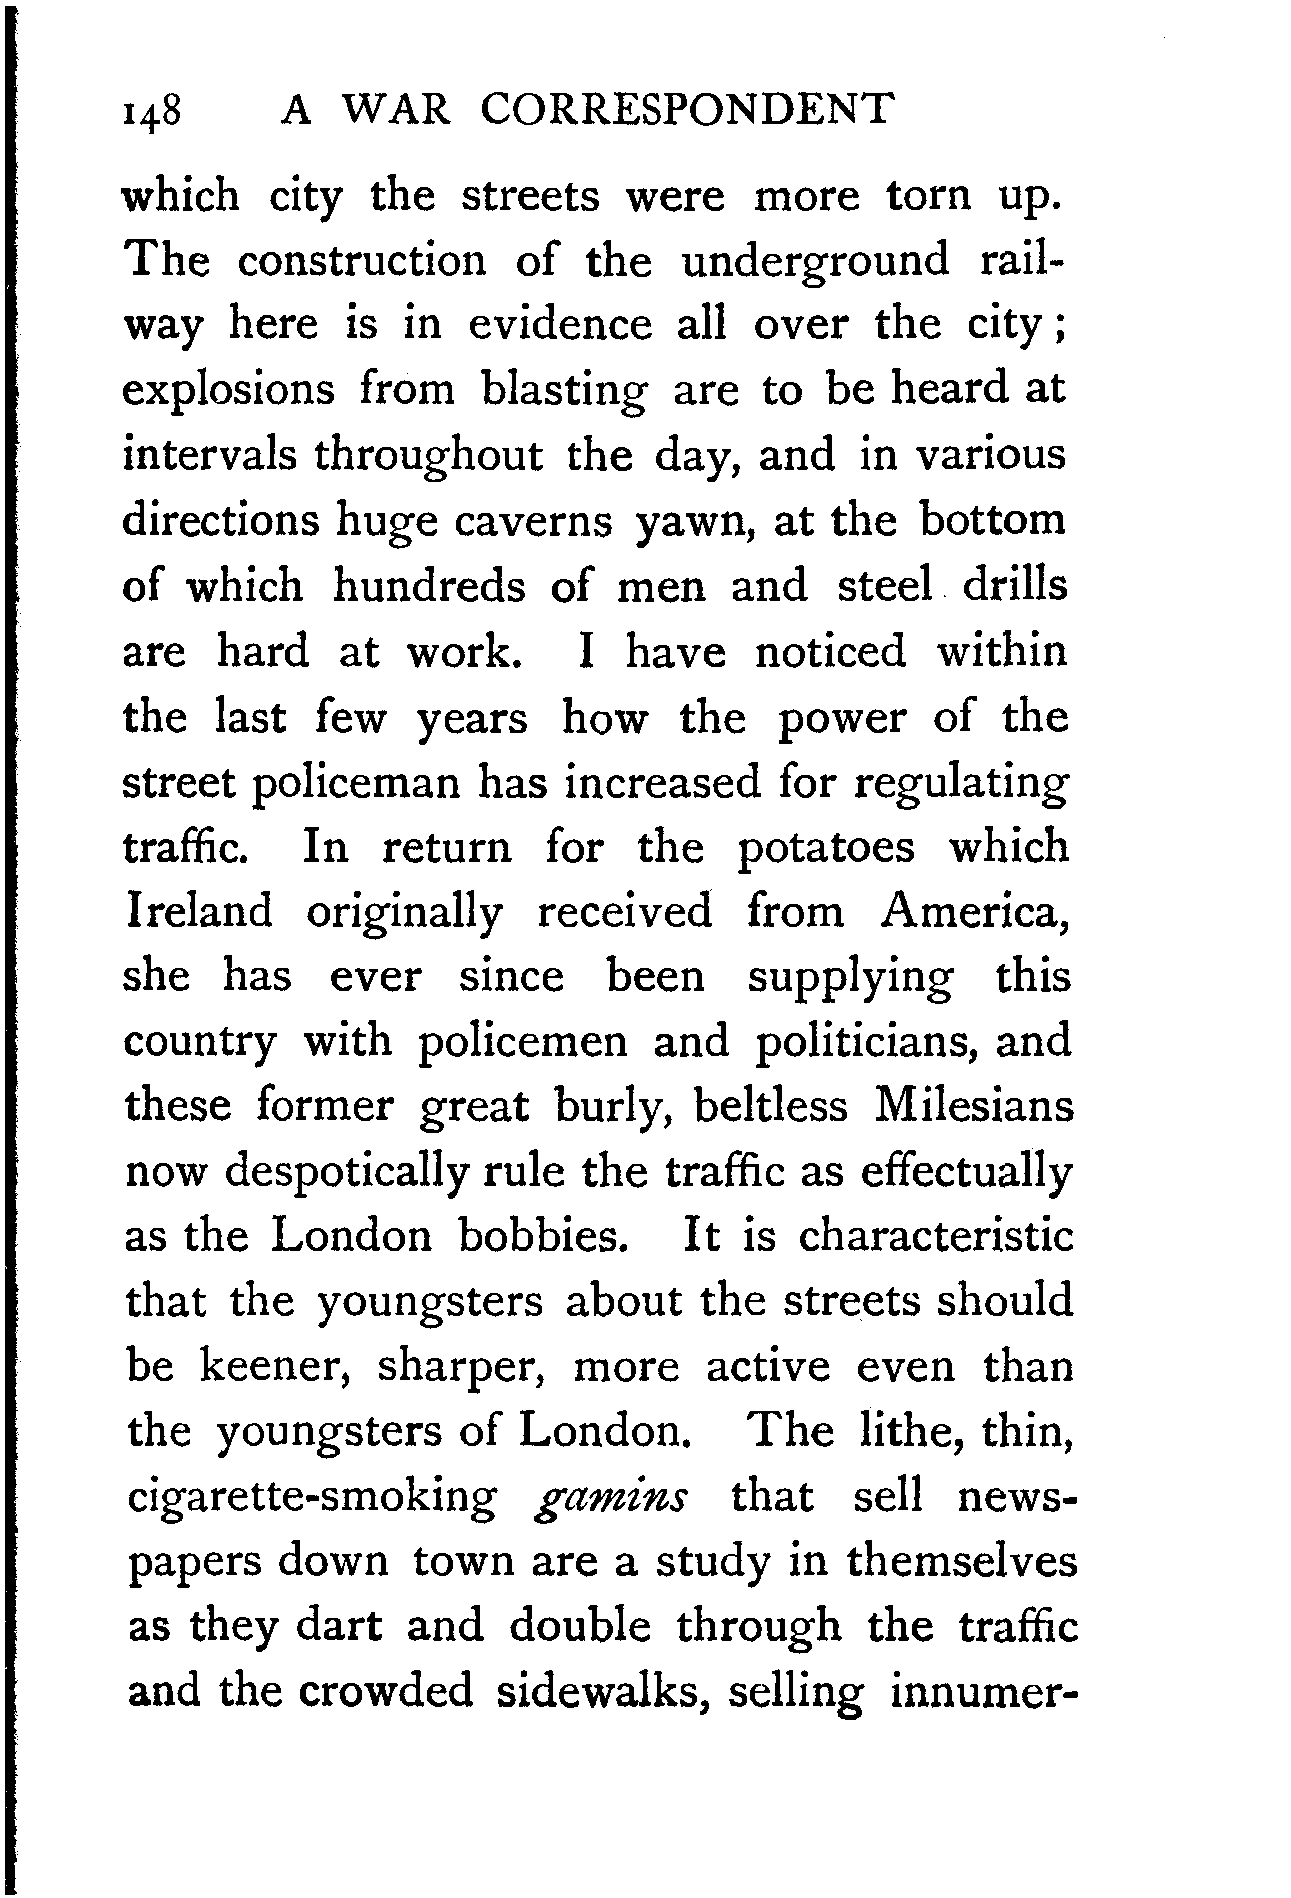 148 A WAR CORRESPONDENT
which city the streets were more torn up.
The construction of the underground rail-
way here is in evidence all over the city ;
explosions from blasting are to be heard at
intervals throughout the day, and in various
directions huge caverns yawn, at the bottom
of which hundreds of men and steel drills
are hard at work. I have noticed within
the last few years how the power of the
street policeman has increased for regulating
traffic. In return for the potatoes which
Ireland originally received from America,
she has ever since been supplying this
country with policemen and politicians, and
these former great burly, beltless Milesians
now despotically rule the traffic as effectually
as the London bobbies. It is characteristic
that the youngsters about the streets should
be keener, sharper, more active even than
the youngsters of London. The lithe, thin,
cigarette-smoking gamins that sell news-
papers down town are a study in themselves
as they dart and double through the traffic
and the crowded sidewalks, selling innumer-